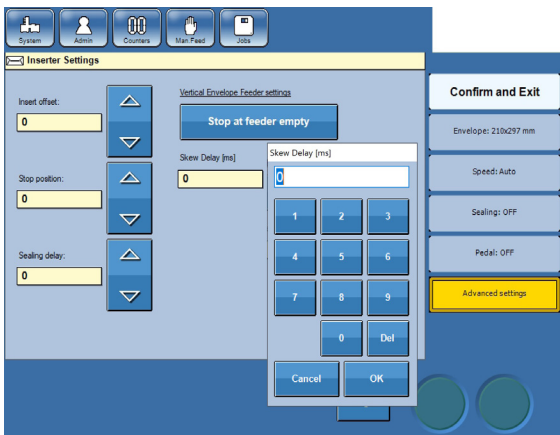 System
Admin
Counters
Man.Feed
Jobs
Inserter Settings
Insert offset:
0
Stop position:
0
Sealing delay:
0
Vertical Envelope Feeder settings
Stop at feeder empty
Skew Delay [ms]
0
Skew Delay [ms]
0
1 2 3
4 5 6
7 8 9
0 Del
Cancel OK
Confirm and Exit
Envelope: 210x297 mm
Speed: Auto
Sealing: OFF
Pedal: OFF
Advanced settings